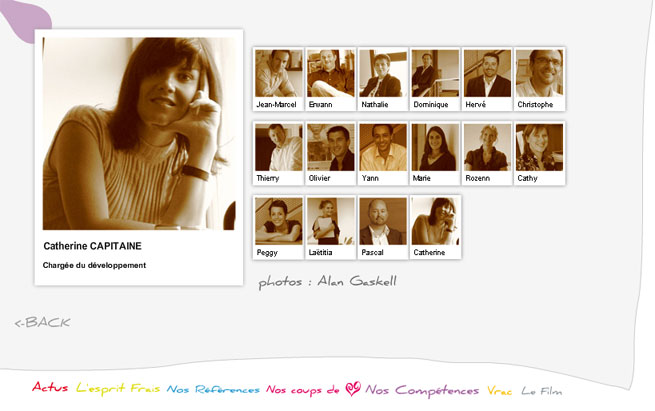 Catherine CAPITAINE
Chargée du développement
Jean-Marcel Erwann Nathalie Dominique Hervé Christophe
Thierry Olivier Yann Marie Rozenn Cathy
Peggy Laëtitia Pascal Catherine
photos : Alan Gaskell
<-BACK
Actus L'esprit Frais Nos Références Nos coups de Nos Compétences Vrac Le Film